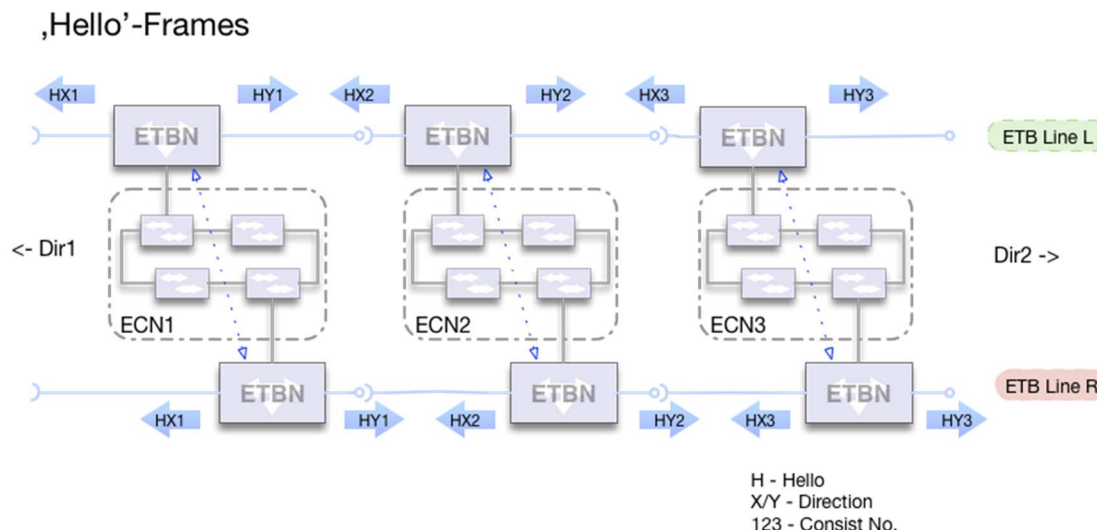 ‚Hello’-Frames
HX1 HY1 HX2 HY2 HX3 HY3
ETBN ETBN ETBN ETB Line L
<- Dir1 Dir2 ->
ECN1 ECN2 ECN3
ETBN ETBN ETBN ETB Line R
HX1 HY1 HX2 HY2 HX3 HY3
H - Hello
X/Y - Direction
123 - Consist No.